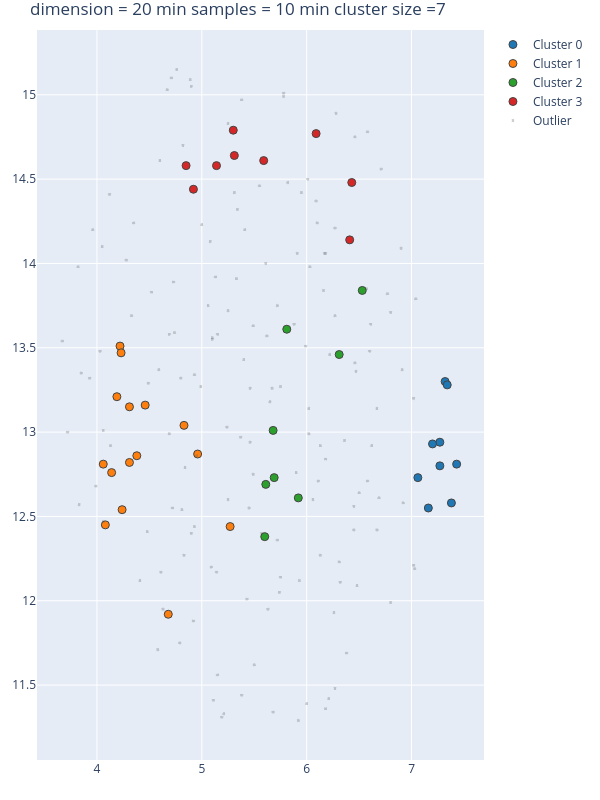 dimension = 20 min samples = 10 min cluster size =7
Cluster 0
Cluster 1
Cluster 2
Cluster 3
Outlier
15
14.5
14
13.5
13
12.5
12
11.5
4
5
6
7